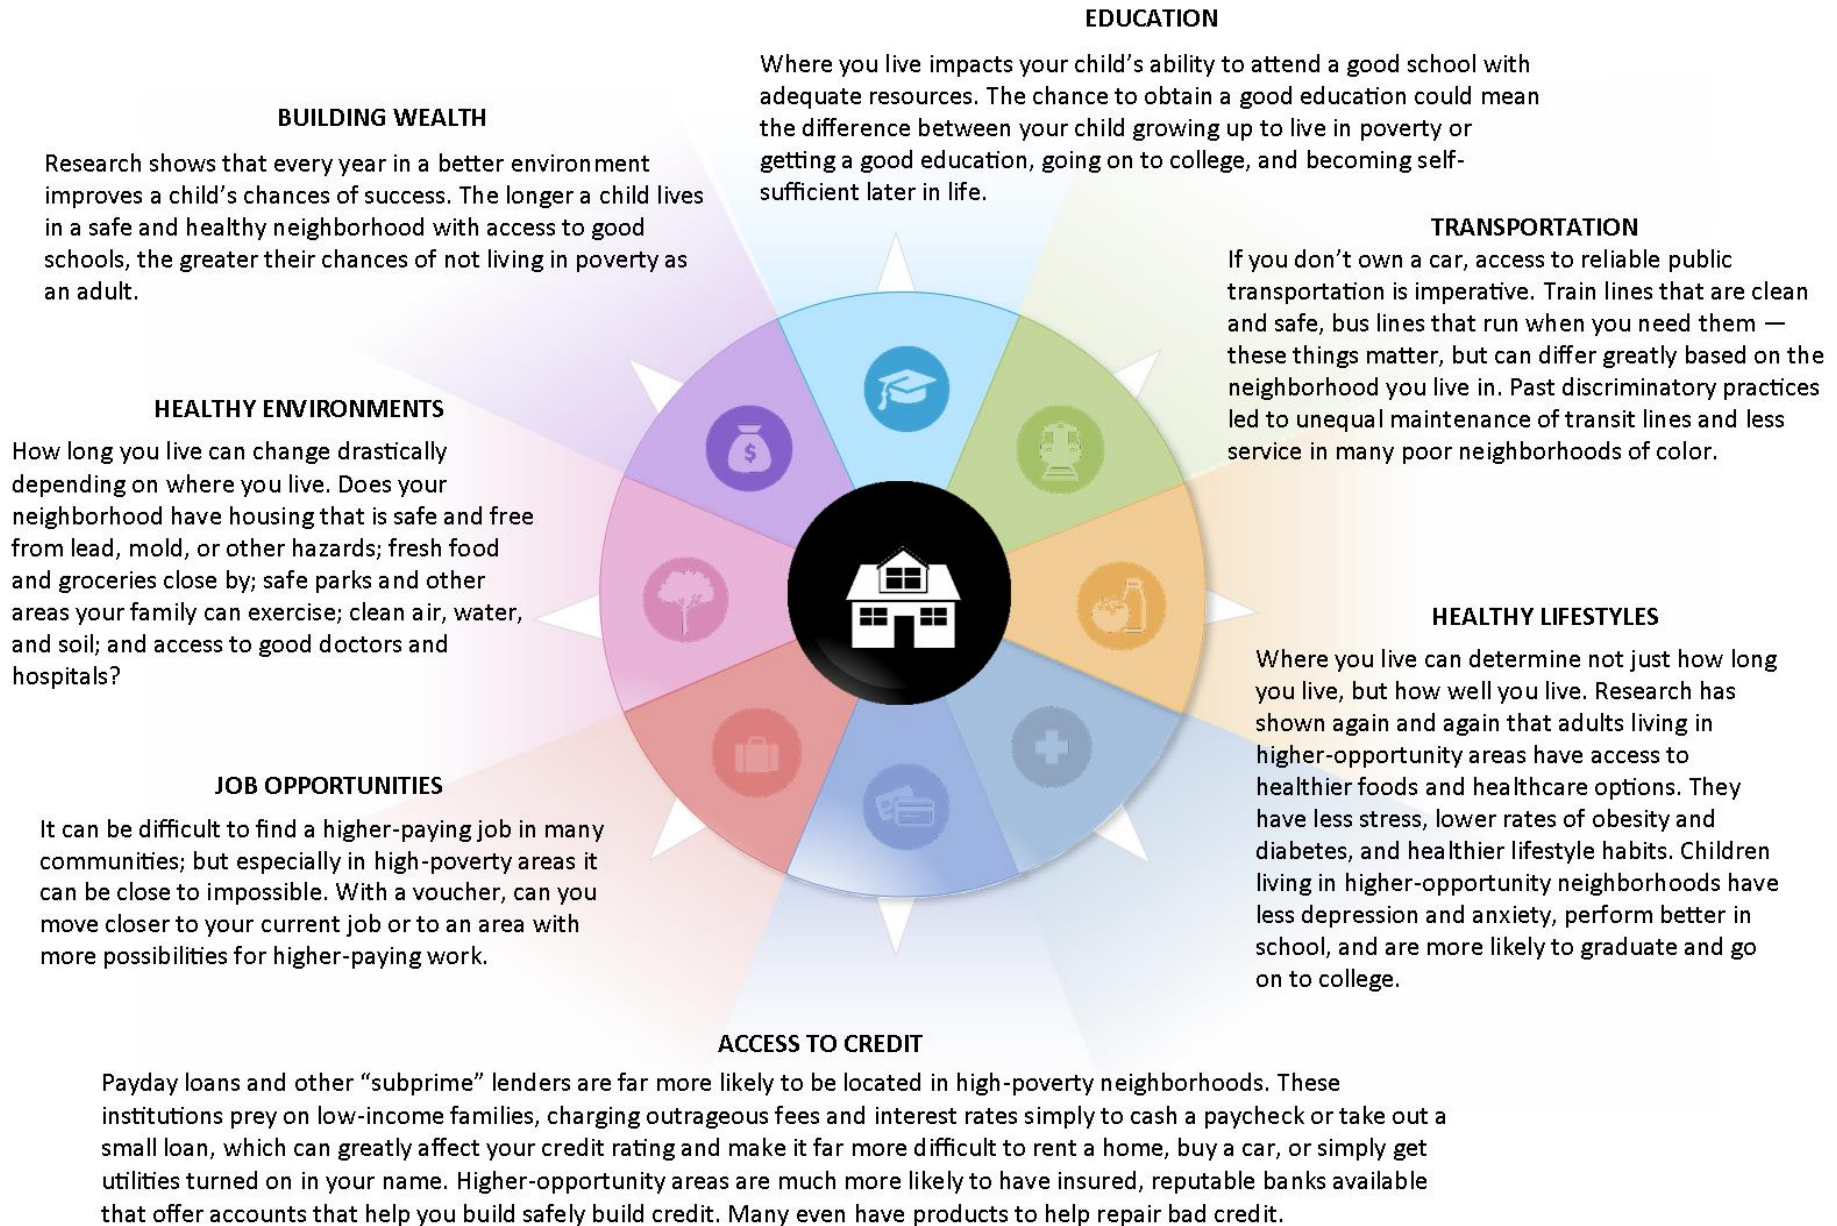 EDUCATION
Where you live impacts your child’s ability to attend a good school with
adequate resources. The chance to obtain a good education could mean
the difference between your child growing up to live in poverty or
getting a good education, going on to college, and becoming self-
sufficient later in life.
BUILDING WEALTH
Research shows that every year in a better environment
improves a child’s chances of success. The longer a child lives
in a safe and healthy neighborhood with access to good
schools, the greater their chances of not living in poverty as
an adult.
TRANSPORTATION
If you don’t own a car, access to reliable public
transportation is imperative. Train lines that are clean
and safe, bus lines that run when you need them —
these things matter, but can differ greatly based on the
neighborhood you live in. Past discriminatory practices
led to unequal maintenance of transit lines and less
service in many poor neighborhoods of color.
HEALTHY ENVIRONMENTS
How long you live can change drastically
depending on where you live. Does your
neighborhood have housing that is safe and free
from lead, mold, or other hazards; fresh food
and groceries close by; safe parks and other
areas your family can exercise; clean air, water,
and soil; and access to good doctors and
hospitals?
$
HEALTHY LIFESTYLES
Where you live can determine not just how long
you live, but how well you live. Research has
shown again and again that adults living in
higher-opportunity areas have access to
healthier foods and healthcare options. They
have less stress, lower rates of obesity and
diabetes, and healthier lifestyle habits. Children
living in higher-opportunity neighborhoods have
less depression and anxiety, perform better in
school, and are more likely to graduate and go
on to college.
JOB OPPORTUNITIES
It can be difficult to find a higher-paying job in many
communities; but especially in high-poverty areas it
can be close to impossible. With a voucher, can you
move closer to your current job or to an area with
more possibilities for higher-paying work.
ACCESS TO CREDIT
Payday loans and other “subprime” lenders are far more likely to be located in high-poverty neighborhoods. These
institutions prey on low-income families, charging outrageous fees and interest rates simply to cash a paycheck or take out a
small loan, which can greatly affect your credit rating and make it far more difficult to rent a home, buy a car, or simply get
utilities turned on in your name. Higher-opportunity areas are much more likely to have insured, reputable banks available
that offer accounts that help you build safely build credit. Many even have products to help repair bad credit.